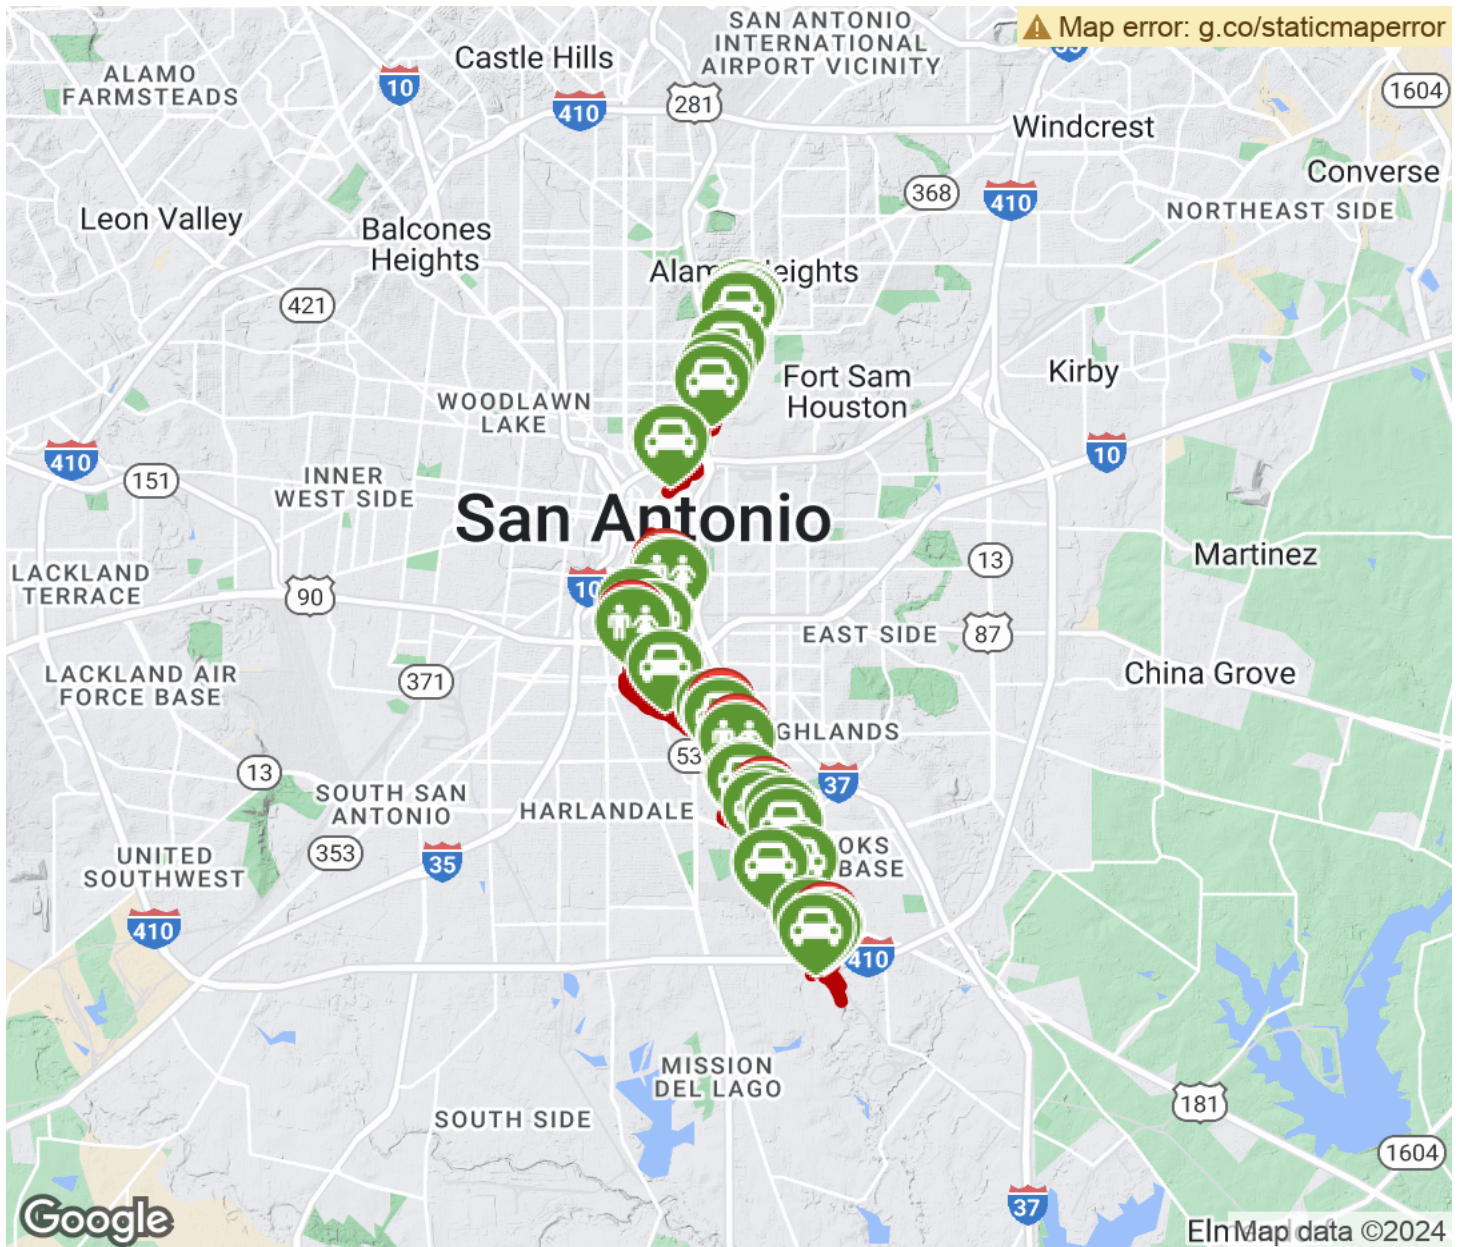 SAN ANTONIO
INTERNATIONAL
AIRPORT VICINITY
Map error: g.co/staticmaperror
Castle Hills
ALAMO
FARMSTEADS
10
410
281
1604
Windcrest
Converse
368
410
NORTHEAST SIDE
Leon Valley
Balcones
Heights
421
Kirby
Fort Sam
Houston
WOODLAWN
LAKE
410
151
10
INNER
WEST SIDE
San Antonio
13
Martinez
LACKLAND
TERRACE
90
10
EAST SIDE
87
China Grove
LACKLAND AIR
FORCE BASE
371
GHLANDS
53
13
37
SOUTH SAN
ANTONIO
HARLANDALE
353
35
UNITED
SOUTHWEST
OKS
BASE
410
410
MISSION
DEL LAGO
SOUTH SIDE
181
1604
37
Google
Map data ©2024